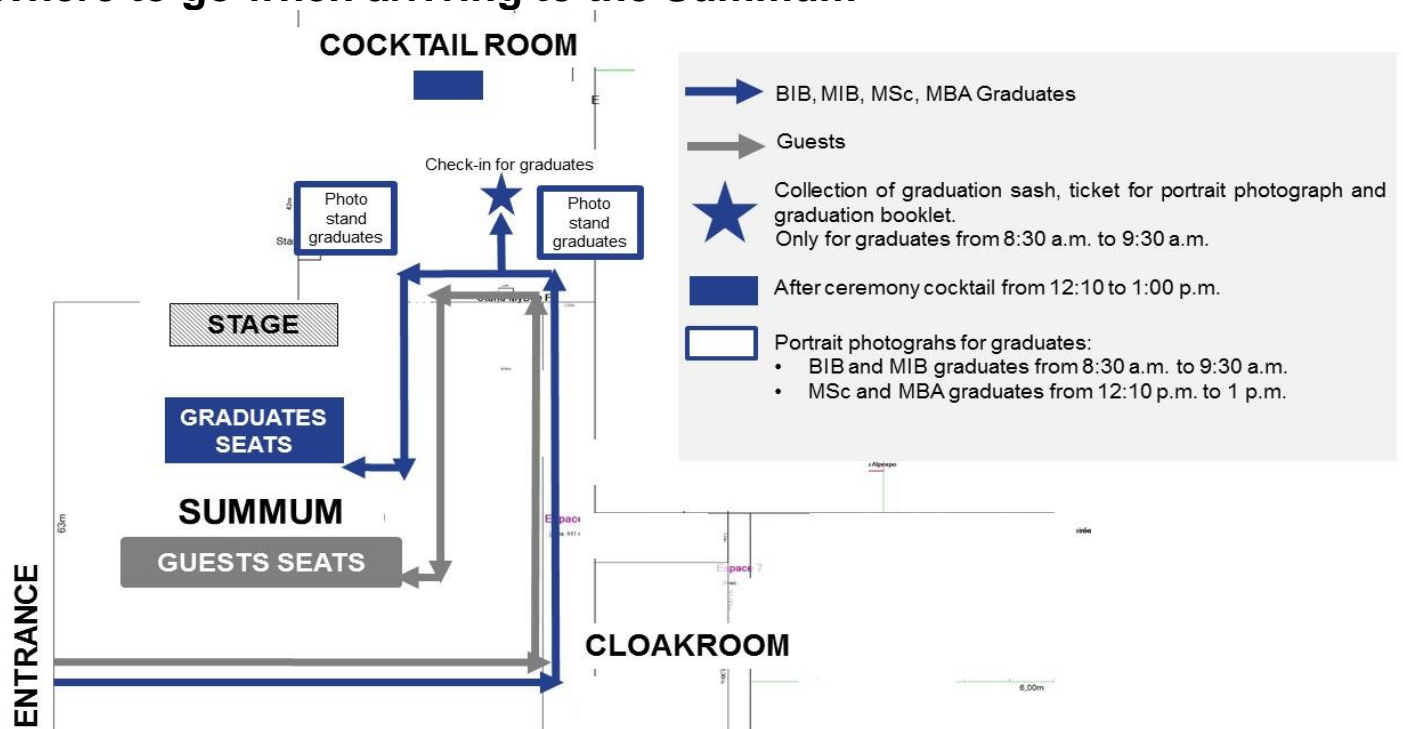 COCKTAIL ROOM
E
Check-in for graduates
Photo
stand
graduates
Photo
stand
graduates
STAGE
GRADUATES
SEATS
SUMMUM
GUESTS SEATS
63m
ENTRANCE
CLOAKROOM
Espace 7
6,00m
BIB, MIB, MSc, MBA Graduates
Guests
Collection of graduation sash, ticket for portrait photograph and
graduation booklet.
Only for graduates from 8:30 a.m. to 9:30 a.m.
After ceremony cocktail from 12:10 to 1:00 p.m.
Portrait photograhs for graduates:
• BIB and MIB graduates from 8:30 a.m. to 9:30 a.m.
• MSc and MBA graduates from 12:10 p.m. to 1 p.m.